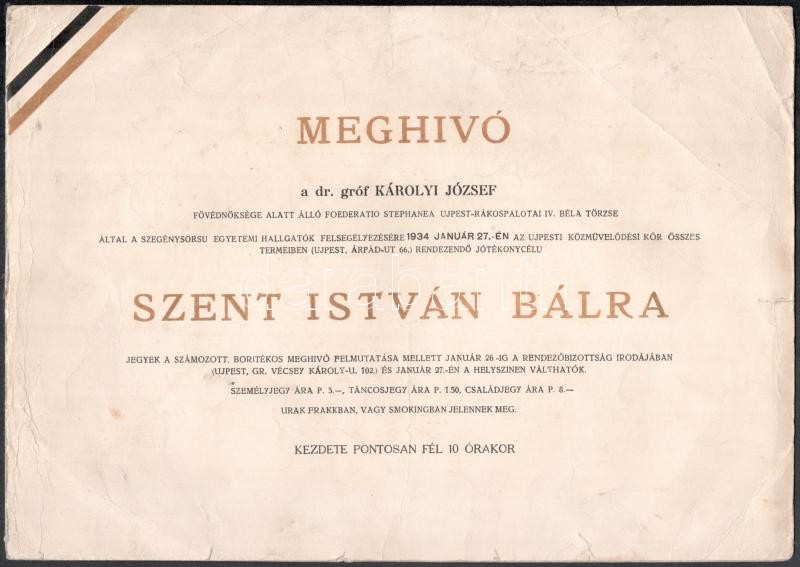 MEGHIVÓ
a dr. gróf KÁROLYI JÓZSEF
FŐVÉDNÖKSÉGE ALATT ÁLLÓ FOEDERATIO STEPHANEA UJPEST-RÁKOSPALOTAI IV. BÉLA TÖRZSE
ÁLTAL A SZEGÉNYSORSU EGYETEMI HALLGATÓK FELSEGÉLYEZÉSÉRE 1934 JANUÁR 27.-ÉN AZ UJPESTI KÖZMŰVELŐDÉSI KÖR ÖSSZES
TERMEIBEN (UJPEST, ÁRPÁD-UT 66.) RENDEZENDŐ JÓTÉKONYCÉLU
darabanth
SZENT ISTVÁN BÁLRA
JEGYEK A SZÁMOZOTT, BORITÉKOS MEGHIVÓ FELMUTATÁSA MELLETT JANUÁR 26.-IG A RENDEZŐBIZOTTSÁG IRODÁJÁBAN
(UJPEST, GR. VÉCSEY KÁROLY-U. 102.) ÉS JANUÁR 27.-ÉN A HELYSZINEN VÁLTHATÓK.
SZEMÉLYJEGY ÁRA P. 3.—, TÁNCOSJEGY ÁRA P. 1.50, CSALÁDJEGY ÁRA P. 8.—
URAK FRAKKBAN, VAGY SMOKINGBAN JELENNEK MEG.
KEZDETE PONTOSAN FÉL 10 ÓRAKOR